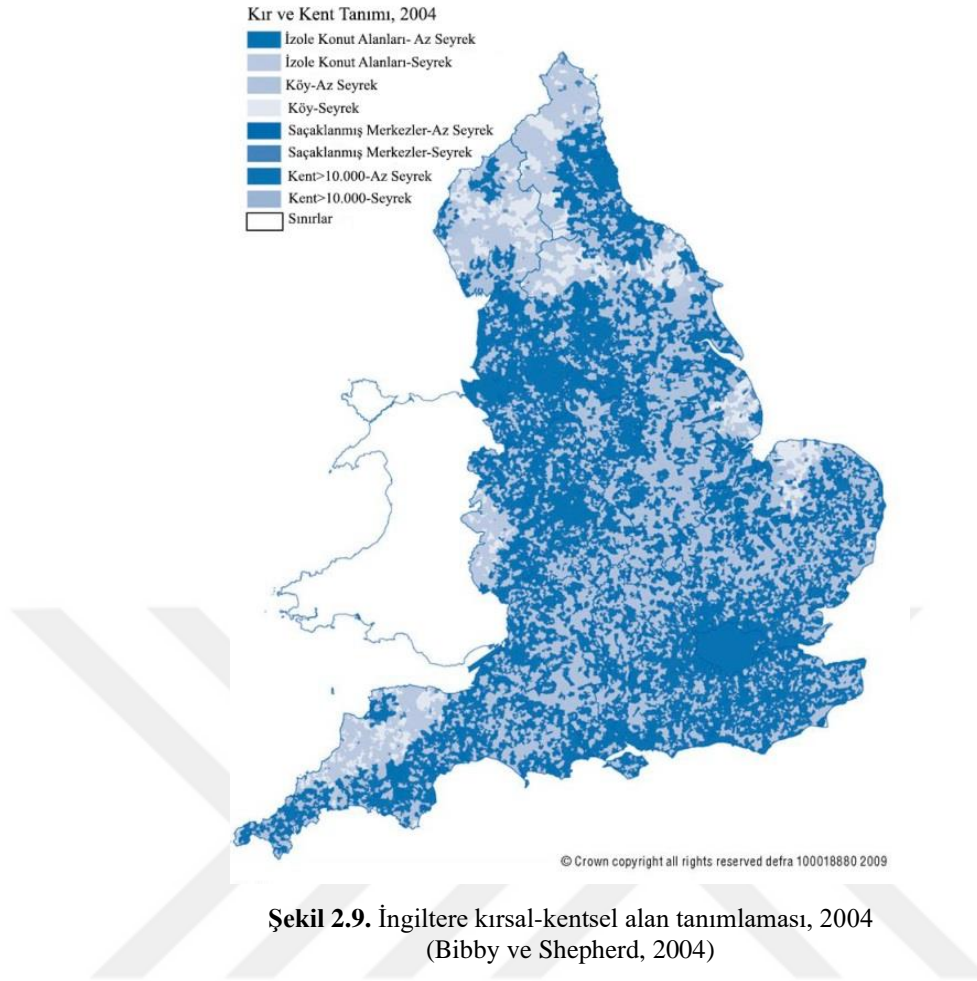 Kır ve Kent Tanımı, 2004
İzole Konut Alanları- Az Seyrek
İzole Konut Alanları-Seyrek
Köy-Az Seyrek
Köy-Seyrek
Saçaklanmış Merkezler-Az Seyrek
Saçaklanmış Merkezler-Seyrek
Kent>10.000-Az Seyrek
Kent>10.000-Seyrek
Sınırlar
© Crown copyright all rights reserved defra 100018880 2009
Şekil 2.9. İngiltere kırsal-kentsel alan tanımlaması, 2004
(Bibby ve Shepherd, 2004)